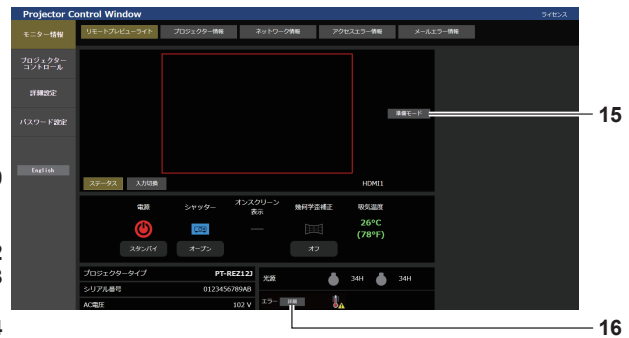 Projector Control Window
ライセンス
モニター情報
リモートプレビューライト
プロジェクター情報
ネットワーク情報
アクセスエラー情報
メールエラー情報
プロジェクター
コントロール
詳細設定
パスワード設定
English
準備モード
15
ステータス
入力切換
HDMI1
電源
シャッター
オンスクリーン
表示
幾何学歪補正
吸気温度
26°C
(78°F)
スタンバイ
オープン
オフ
プロジェクタータイプ
PT-REZ12J
シリアル番号
0123456789AB
AC電圧
102 V
光源
34H
34H
エラー
詳細
16